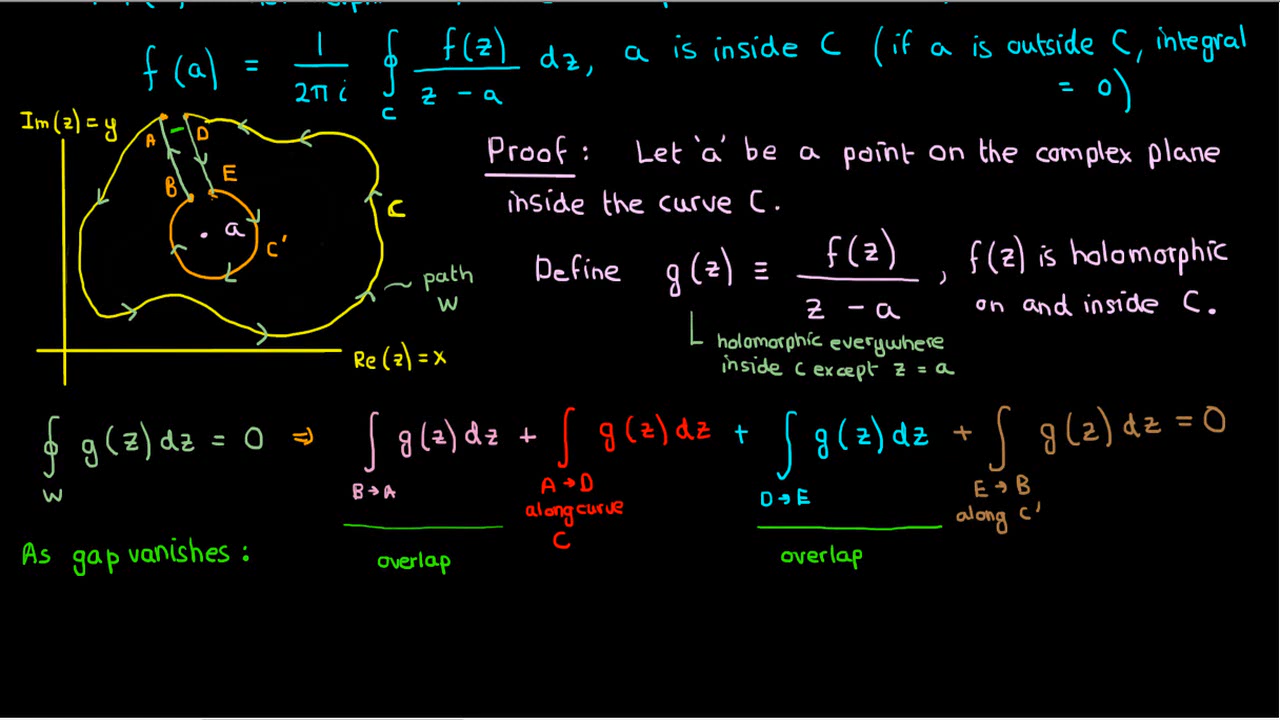 f(a) = 1/2πi ∮_C f(z)/(z - a) dz, a is inside C (if a is outside C, integral = 0)
Im(z) = y
A
D
B
E
a
C'
C
path W
Re(z) = x
Proof : Let 'a' be a point on the complex plane
inside the curve C.
Define g(z) ≡ f(z)/(z - a) , f(z) is holomorphic
on and inside C.
holomorphic everywhere
inside C except z = a
∮_W g(z) dz = 0 ⇒ ∫_{B→A} g(z) dz + ∫_{A→D along curve C} g(z) dz + ∫_{D→E} g(z) dz + ∫_{E→B along C'} g(z) dz = 0
As gap vanishes : overlap overlap